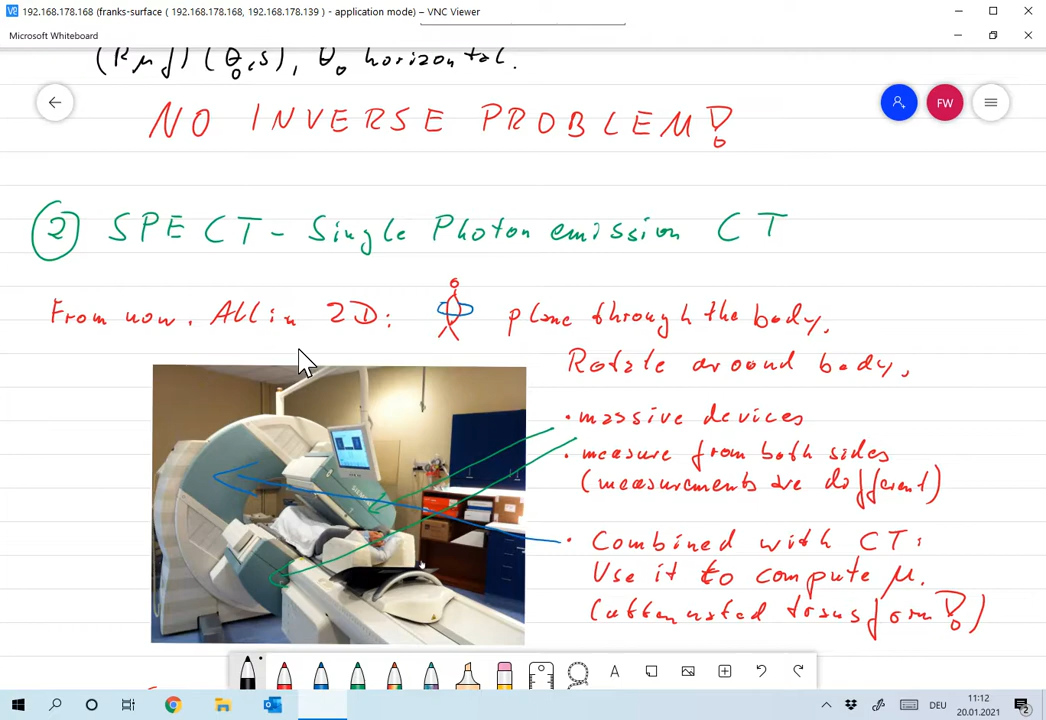 192.168.178.168 (franks-surface ( 192.168.178.168, 192.168.178.139 ) - application mode) – VNC Viewer
Microsoft Whiteboard
(R μ f) (θ₀, s), θ₀ horizontal.
NO INVERSE PROBLEM!
FW
② SPECT - Single Photon emission CT
From now. All in 2D: plane through the body,
Rotate around body,
· massive devices
· measure from both sides
(measurements are different)
· Combined with CT:
Use it to compute μ.
(attenuated transform!)
SIEMENS
A
DEU
11:12
20.01.2021
2